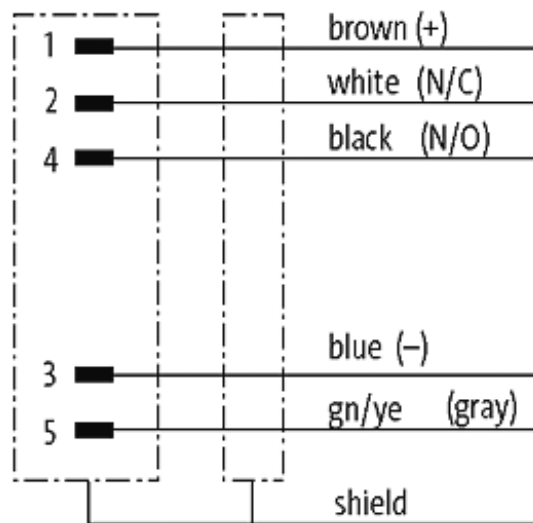 1 brown (+)
2 white (N/C)
4 black (N/O)
3 blue (–)
5 gn/ye (gray)
shield